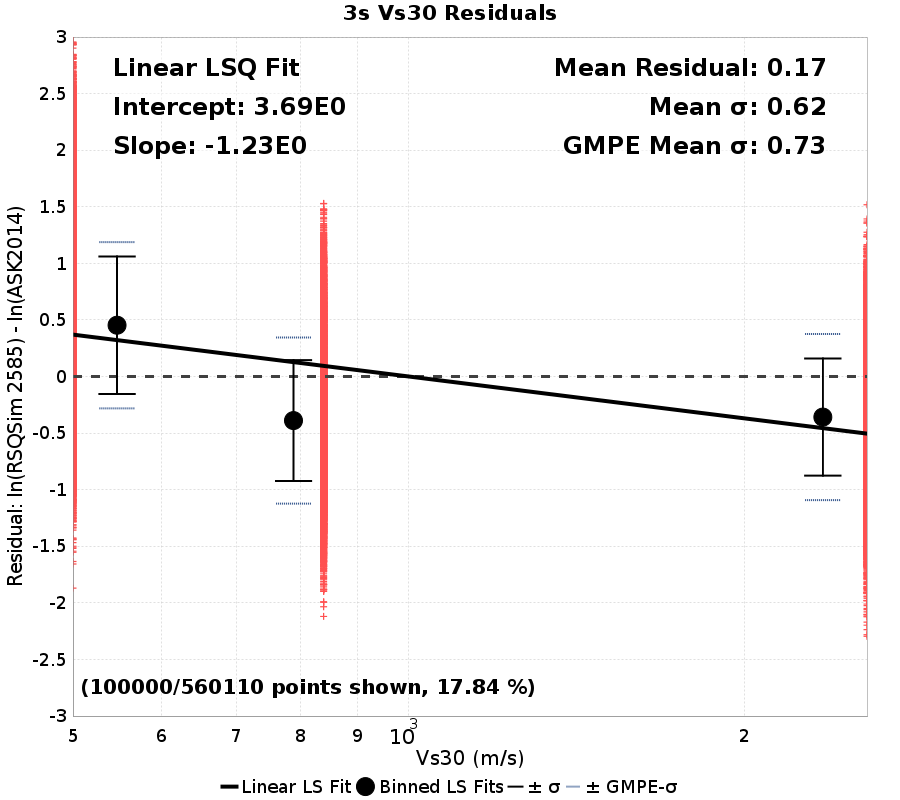 3s Vs30 Residuals
Linear LSQ Fit
Intercept: 3.69E0
Slope: -1.23E0
Mean Residual: 0.17
Mean σ: 0.62
GMPE Mean σ: 0.73
Residual: ln(RSQSim 2585) - ln(ASK2014)
3
2.5
2
1.5
1
0.5
0
-0.5
-1
-1.5
-2
-2.5
-3
(100000/560110 points shown, 17.84 %)
5 6 7 8 9 10³ 2
Vs30 (m/s)
Linear LS Fit Binned LS Fits ± σ ± GMPE-σ